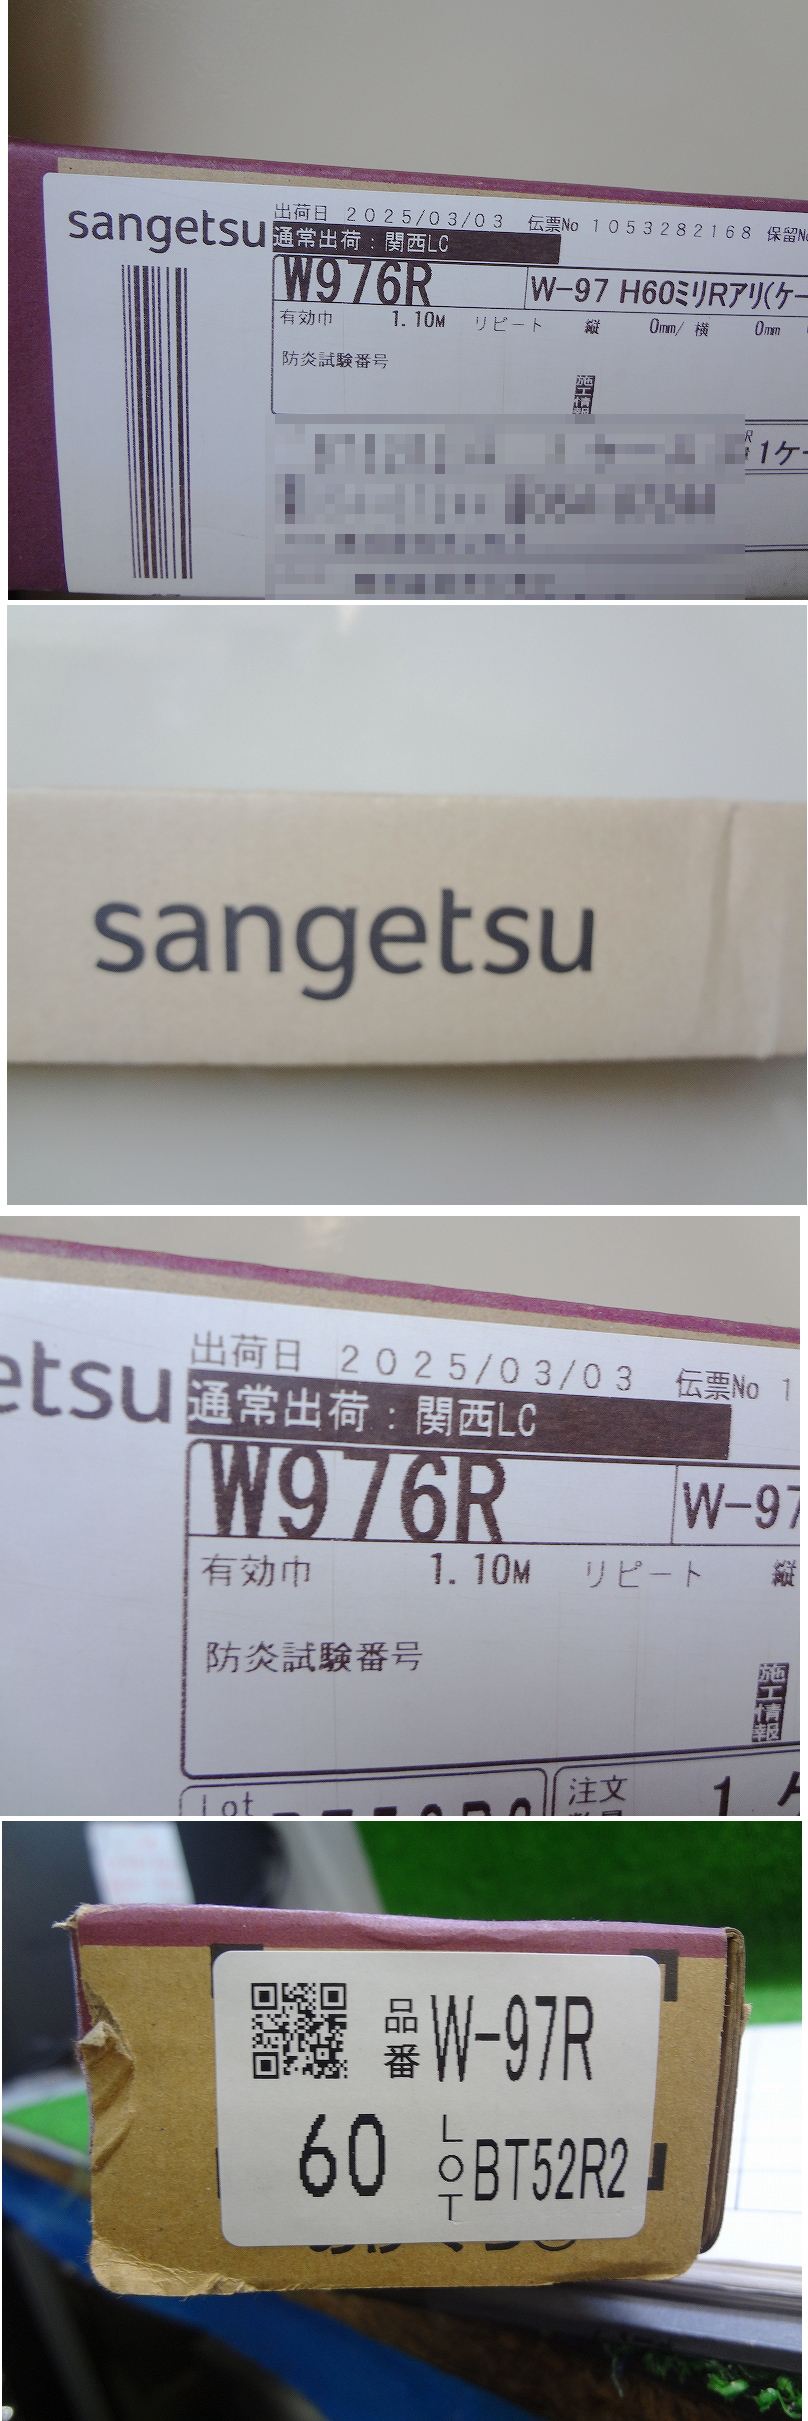 sangetsu
出荷日 2025/03/03 伝票No 1053282168 保留No
通常出荷：関西LC
W976R W-97 H60ミリRアリ(ケー
有効巾 1.10M リピート 縦 0mm/ 横 0mm
防炎試験番号
施工情報
1ケ
sangetsu
etsu
出荷日 2025/03/03 伝票No 1
通常出荷：関西LC
W976R W-97
有効巾 1.10M リピート 縦
防炎試験番号
施工情報
Lot
注文
1
品番 W-97R
60 LOT BT52R2